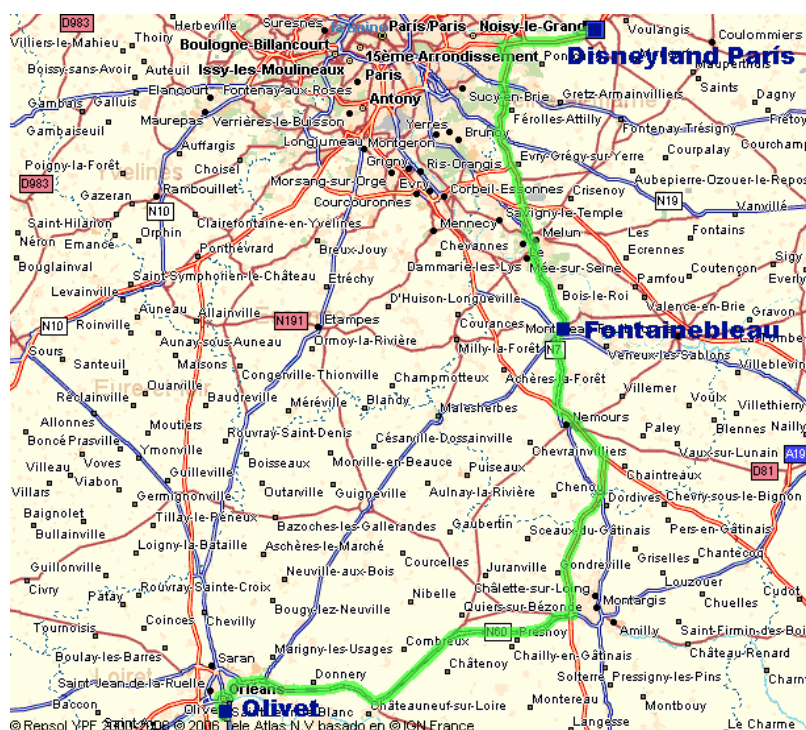 D983
Herbeville
Suresnes
la Seine
París/Paris
Noisy-le-Grand
Voulangis
Coulommiers
Villiers-le-Mahieu
Thoiry
Boulogne-Billancourt
Disneyland París
Boissy-sans-Avoir
Auteuil
Issy-les-Moulineaux
15ème Arrondissement
Mauperthuis
Elancourt
Fontenay-aux-Roses
Paris
Saints
Gambais
Galluis
Antony
Sucy-en-Brie
Gretz-Armainvilliers
Dagny
Maurepas
Verrières-le-Buisson
Férolles-Attilly
Gambaiseuil
Yerres
Brunoy
Fontenay-Trésigny
Auffargis
Longjumeau
Montgeron
Courpalay
Gourchamp
Poigny-la-Forêt
Choisel
Grigny
Ris-Orangis
Evry-Grégy-sur-Yerre
Yvelines
D983
Rambouillet
Morsang-sur-Orge
Evry
Corbeil-Essonnes
Crisenoy
Aubepierre-Ozouer-le-Repos
Gazeran
Courcouronnes
N19
N10
Savigny-le-Temple
Vanvillé
Saint-Hilarion
Clairefontaine-en-Yvelines
Mennecy
Melun
Les
Fontains
Néron
Emancé
Orphin
Ponthévrard
Breux-Jouy
Chevannes
Le
Ecrennes
Sigy
Bouglainval
Saint-Symphorien-le-Château
Etréchy
Dammarie-les-Lys
Mée-sur-Seine
Pamfou
Coutençon
Everly
Levainville
D'Huison-Longueville
Bois-le-Roi
Valence-en-Brie
Gravon
N10
Roinville
Auneau
Allainville
N191
Etampes
Courances
Fontainebleau
Sours
Aunay-sous-Auneau
Ormoy-la-Rivière
Milly-la-Forêt
N7
Veneux-les-Sablons
Villeblevin
Santeuil
Maisons
Congerville-Thionville
Champmotteux
Achères-la-Forêt
Villemer
Ouarville
Réclainville
Baudreville
Méréville
Blandy
Malesherbes
Voulx
Villethierry
Allonnes
Moutiers
Rouvray-Saint-Denis
Nemours
Blennes
Nailly
Boncé
Prasville
Ymonville
Césarville-Dossainville
Paley
Voves
Boisseaux
Morville-en-Beauce
Chevrainvilliers
Vaux-sur-Lunain
A19
Villeau
Viabon
Guilleville
Puiseaux
Chaintreaux
D81
Villars
Germignonville
Outarville
Guigneville
Aulnay-la-Rivière
Chenou
Dordives
Chevry-sous-le-Bignon
Baignolet
Tillay-le-Péneux
Bazoches-les-Gallerandes
Gaubertin
Sceaux-du-Gâtinais
Pers-en-Gâtinais
Bullainville
Loigny-la-Bataille
Aschères-le-Marché
Courcelles
Griselles
Chantecoq
Guillonville
Neuville-aux-Bois
Juranville
Gondreville
Louzouer
Civry
Patay
Rouvray-Sainte-Croix
Nibelle
Châlette-sur-Loing
Montargis
Chuelles
Cudot
Bougy-lez-Neuville
Quiers-sur-Bézonde
Tournoisis
Coinces
Chevilly
Combreux
N60
Presnoy
Amilly
Saint-Firmin-des-Bois
Boulay-les-Barres
Saran
Marigny-les-Usages
Châtenoy
Chailly-en-Gâtinais
Château-Renard
Loiret
Saint-Jean-de-la-Ruelle
Donnery
Solterre
Pressigny-les-Pins
Baccon
Orléans
Châteauneuf-sur-Loire
Montereau
Montbouy
Olivet
Langesse
Le Charme